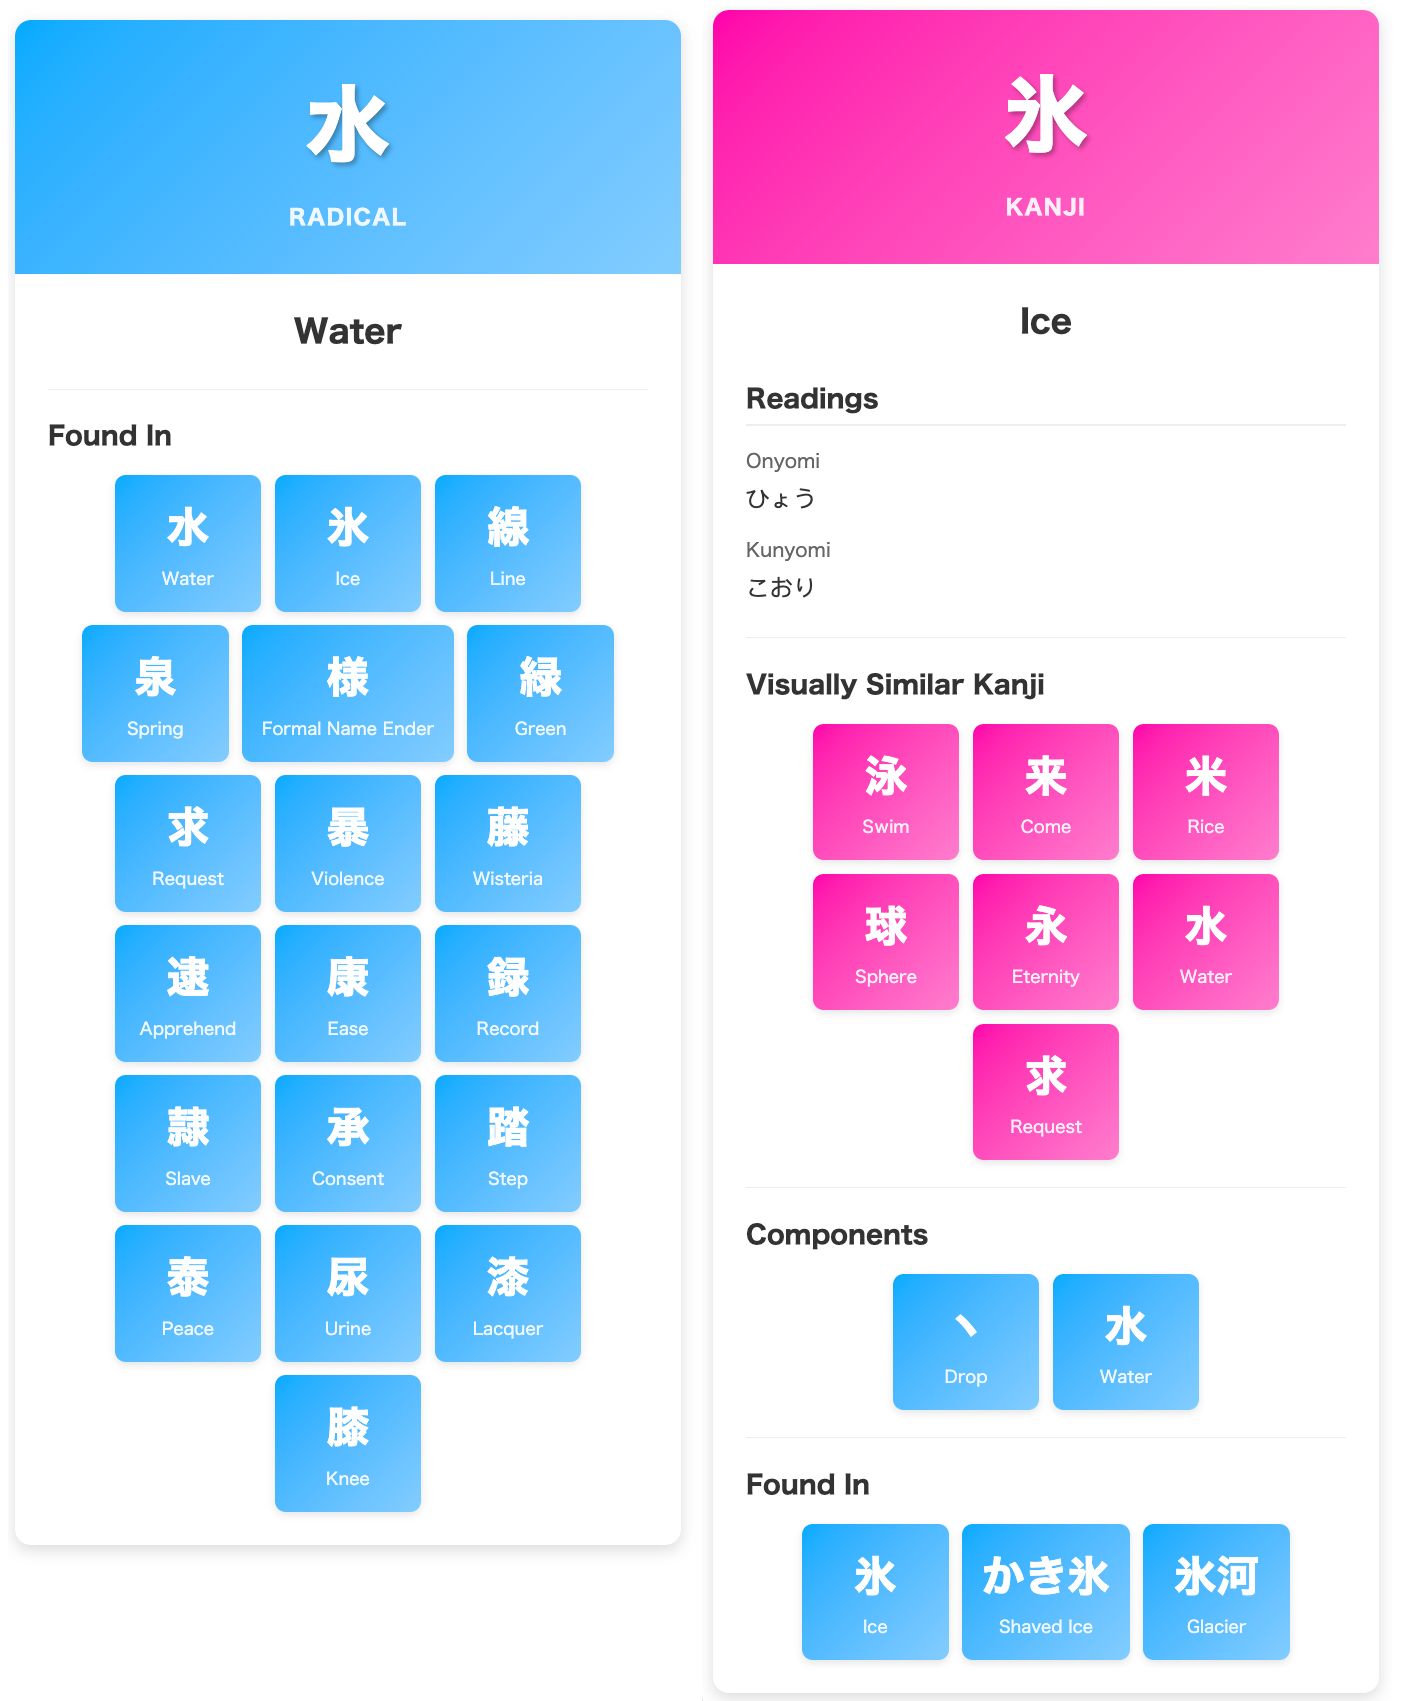 水
RADICAL
Water
Found In
水 氷 線
Water Ice Line
泉 様 緑
Spring Formal Name Ender Green
求 暴 藤
Request Violence Wisteria
逮 康 録
Apprehend Ease Record
隷 承 踏
Slave Consent Step
泰 尿 漆
Peace Urine Lacquer
膝
Knee
氷
KANJI
Ice
Readings
Onyomi
ひょう
Kunyomi
こおり
Visually Similar Kanji
泳 来 米
Swim Come Rice
球 永 水
Sphere Eternity Water
求
Request
Components
丶 水
Drop Water
Found In
氷 かき氷 氷河
Ice Shaved Ice Glacier